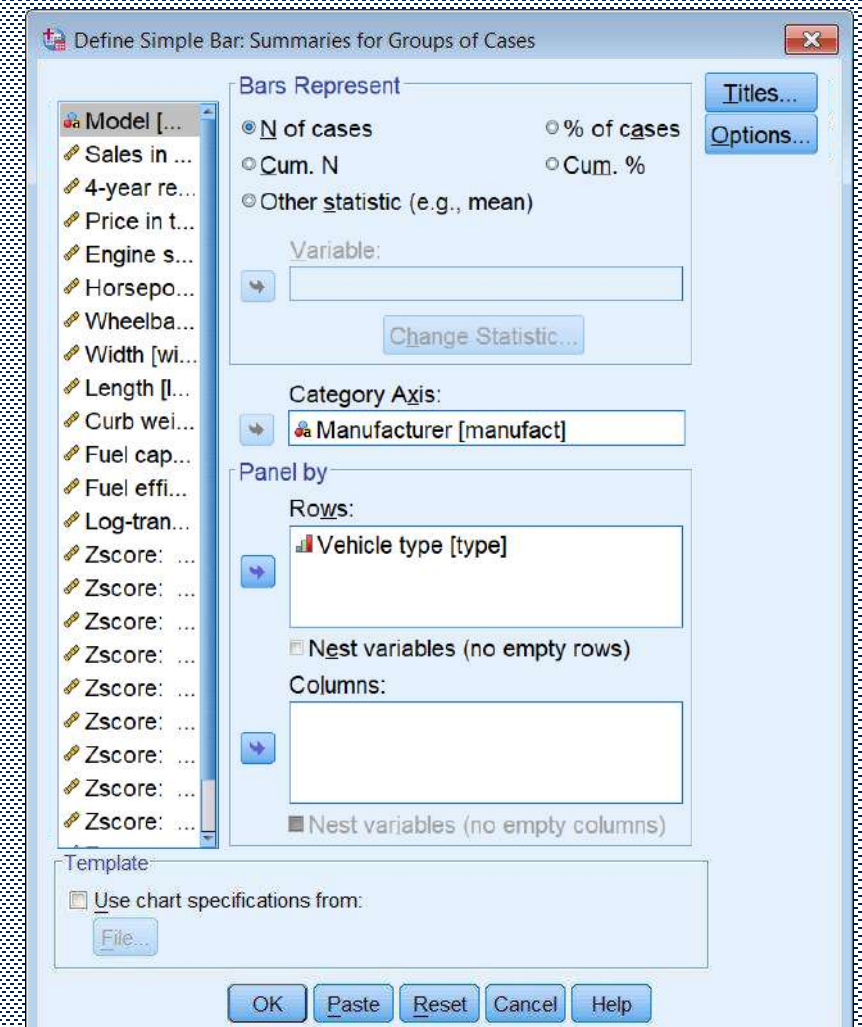 Define Simple Bar: Summaries for Groups of Cases
Model [...
Sales in ...
4-year re...
Price in t...
Engine s...
Horsepo...
Wheelba...
Width [wi...
Length [l...
Curb wei...
Fuel cap...
Fuel effi...
Log-tran...
Zscore: ...
Zscore: ...
Zscore: ...
Zscore: ...
Zscore: ...
Zscore: ...
Zscore: ...
Zscore: ...
Zscore: ...
Bars Represent
N of cases
% of cases
Cum. N
Cum. %
Other statistic (e.g., mean)
Variable:
Change Statistic...
Category Axis:
Manufacturer [manufact]
Panel by
Rows:
Vehicle type [type]
Nest variables (no empty rows)
Columns:
Nest variables (no empty columns)
Titles...
Options...
Template
Use chart specifications from:
File...
OK Paste Reset Cancel Help